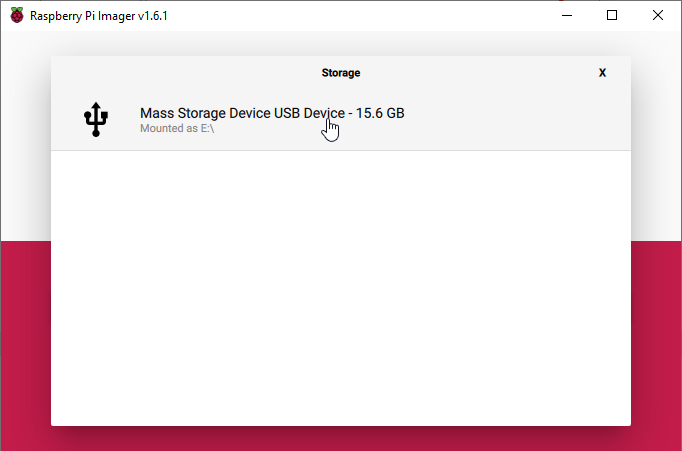 Raspberry Pi Imager v1.6.1
Storage
X
Mass Storage Device USB Device - 15.6 GB
Mounted as E:\